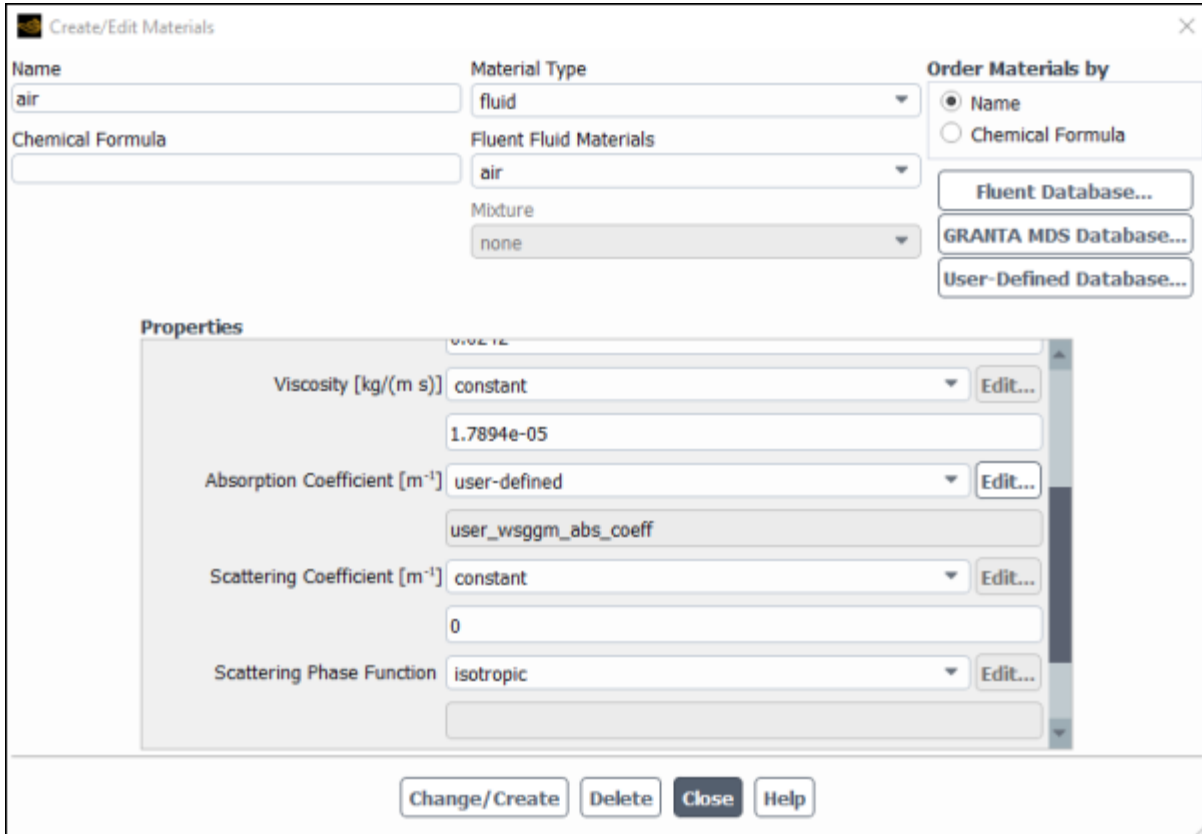 Create/Edit Materials
Name
air
Chemical Formula
Material Type
fluid
Fluent Fluid Materials
air
Mixture
none
Order Materials by
Name
Chemical Formula
Fluent Database...
GRANTA MDS Database...
User-Defined Database...
Properties
0.0242
Viscosity [kg/(m s)] constant Edit...
1.7894e-05
Absorption Coefficient [m⁻¹] user-defined Edit...
user_wsggm_abs_coeff
Scattering Coefficient [m⁻¹] constant Edit...
0
Scattering Phase Function isotropic Edit...
Change/Create Delete Close Help